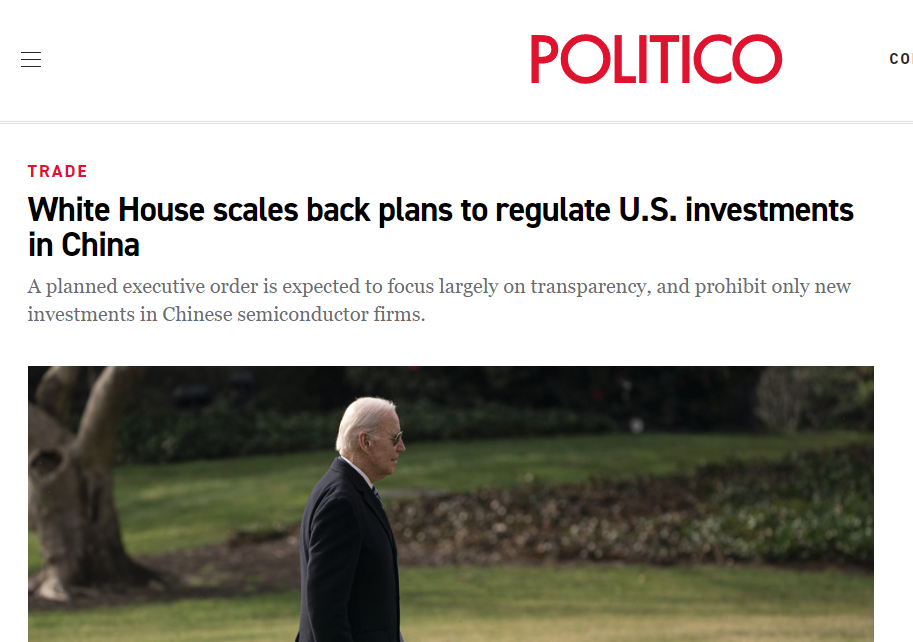 POLITICO
TRADE
White House scales back plans to regulate U.S. investments
in China
A planned executive order is expected to focus largely on transparency, and prohibit only new
investments in Chinese semiconductor firms.